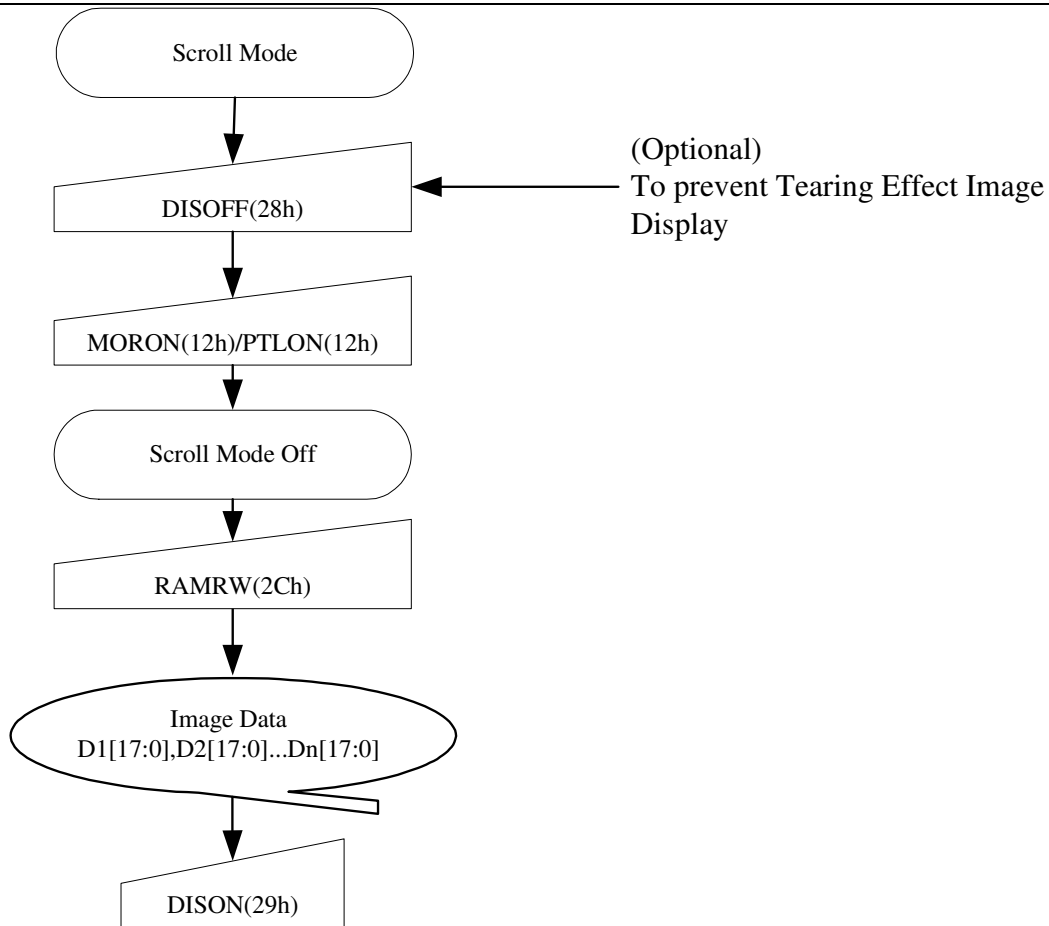 Scroll Mode
(Optional)
To prevent Tearing Effect Image
Display
DISOFF(28h)
MORON(12h)/PTLON(12h)
Scroll Mode Off
RAMRW(2Ch)
Image Data
D1[17:0],D2[17:0]...Dn[17:0]
DISON(29h)